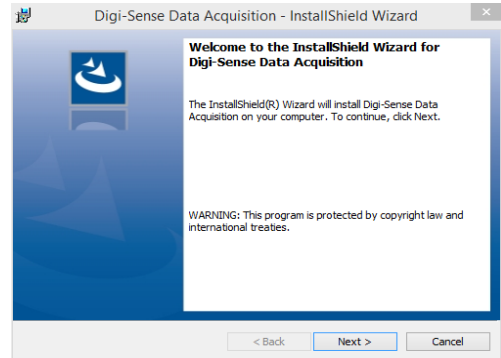 Digi-Sense Data Acquisition - InstallShield Wizard
Welcome to the InstallShield Wizard for
Digi-Sense Data Acquisition
The InstallShield(R) Wizard will install Digi-Sense Data
Acquisition on your computer. To continue, click Next.
WARNING: This program is protected by copyright law and
international treaties.
< Back
Next >
Cancel